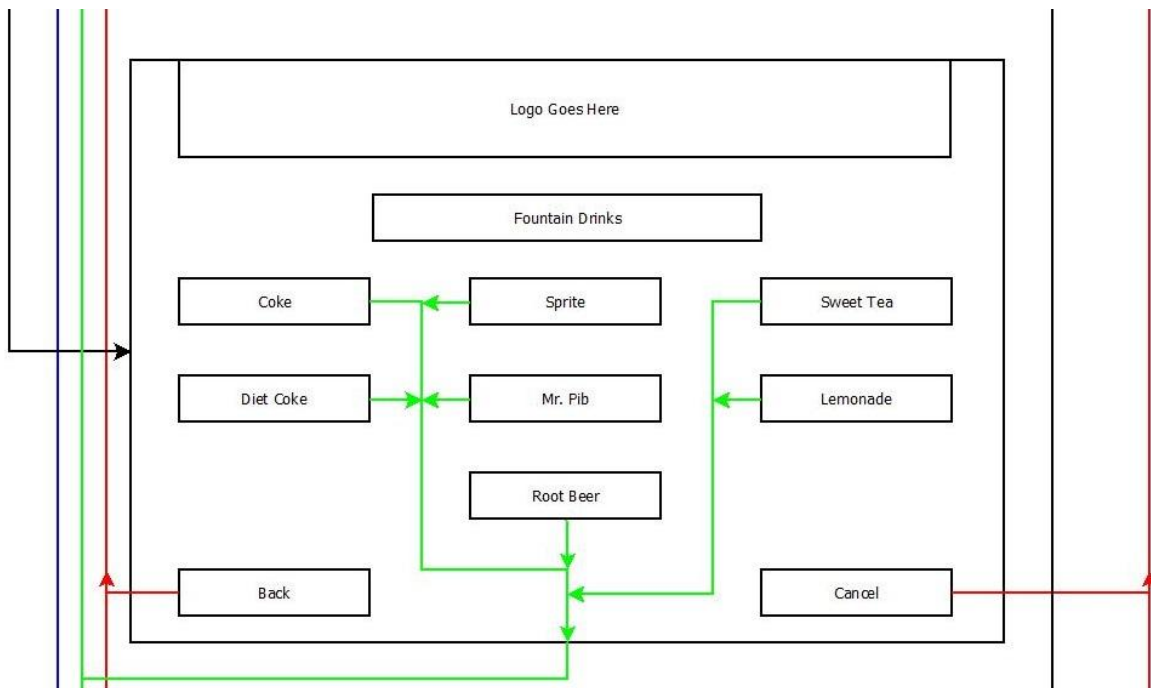 Logo Goes Here
Fountain Drinks
Coke
Sprite
Sweet Tea
Diet Coke
Mr. Pib
Lemonade
Root Beer
Back
Cancel